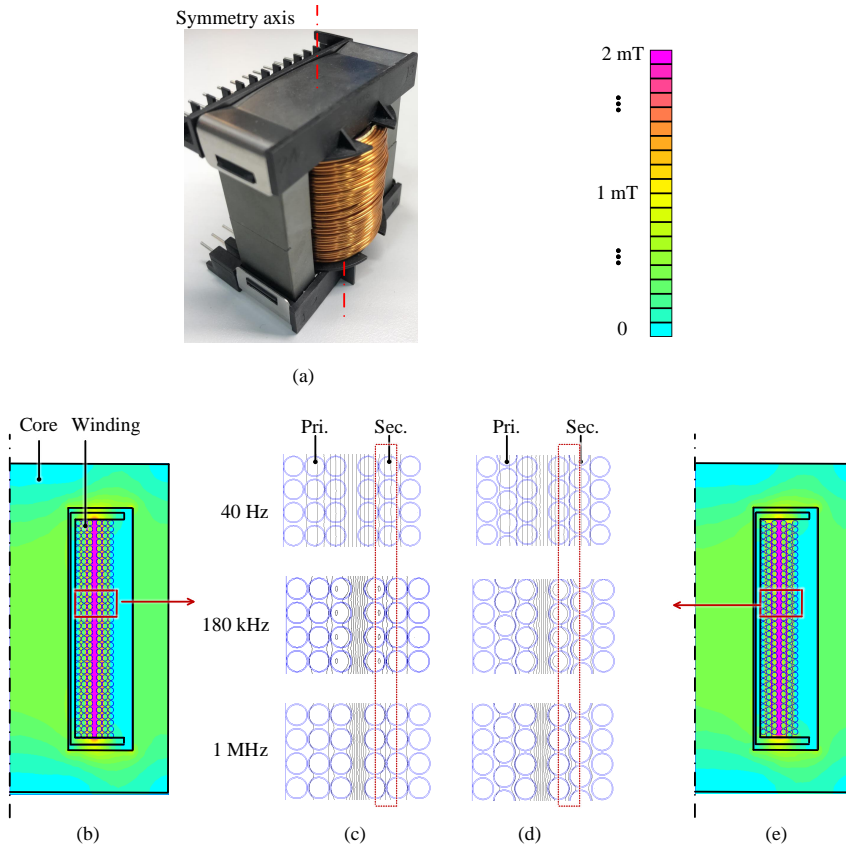 Symmetry axis
2 mT
1 mT
0
(a)
Core Winding
Pri. Sec. Pri. Sec.
40 Hz
180 kHz
1 MHz
(b) (c) (d) (e)